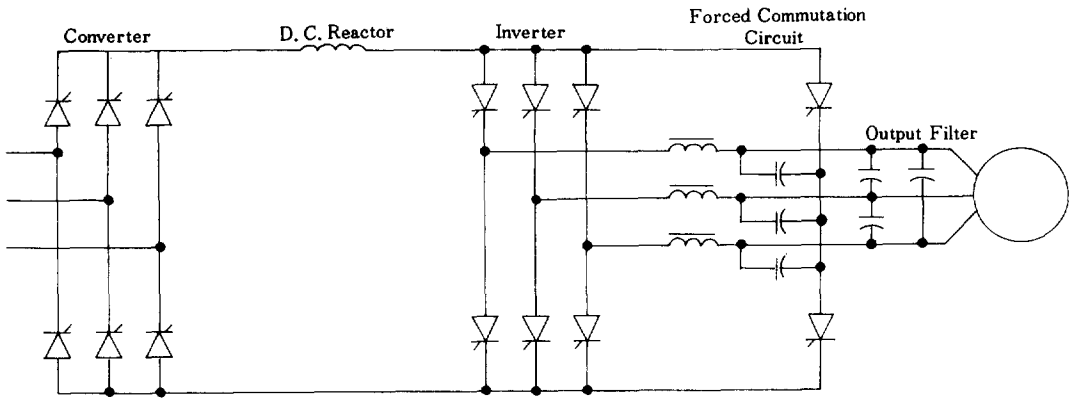 Converter
D. C. Reactor
Inverter
Forced Commutation
Circuit
Output Filter